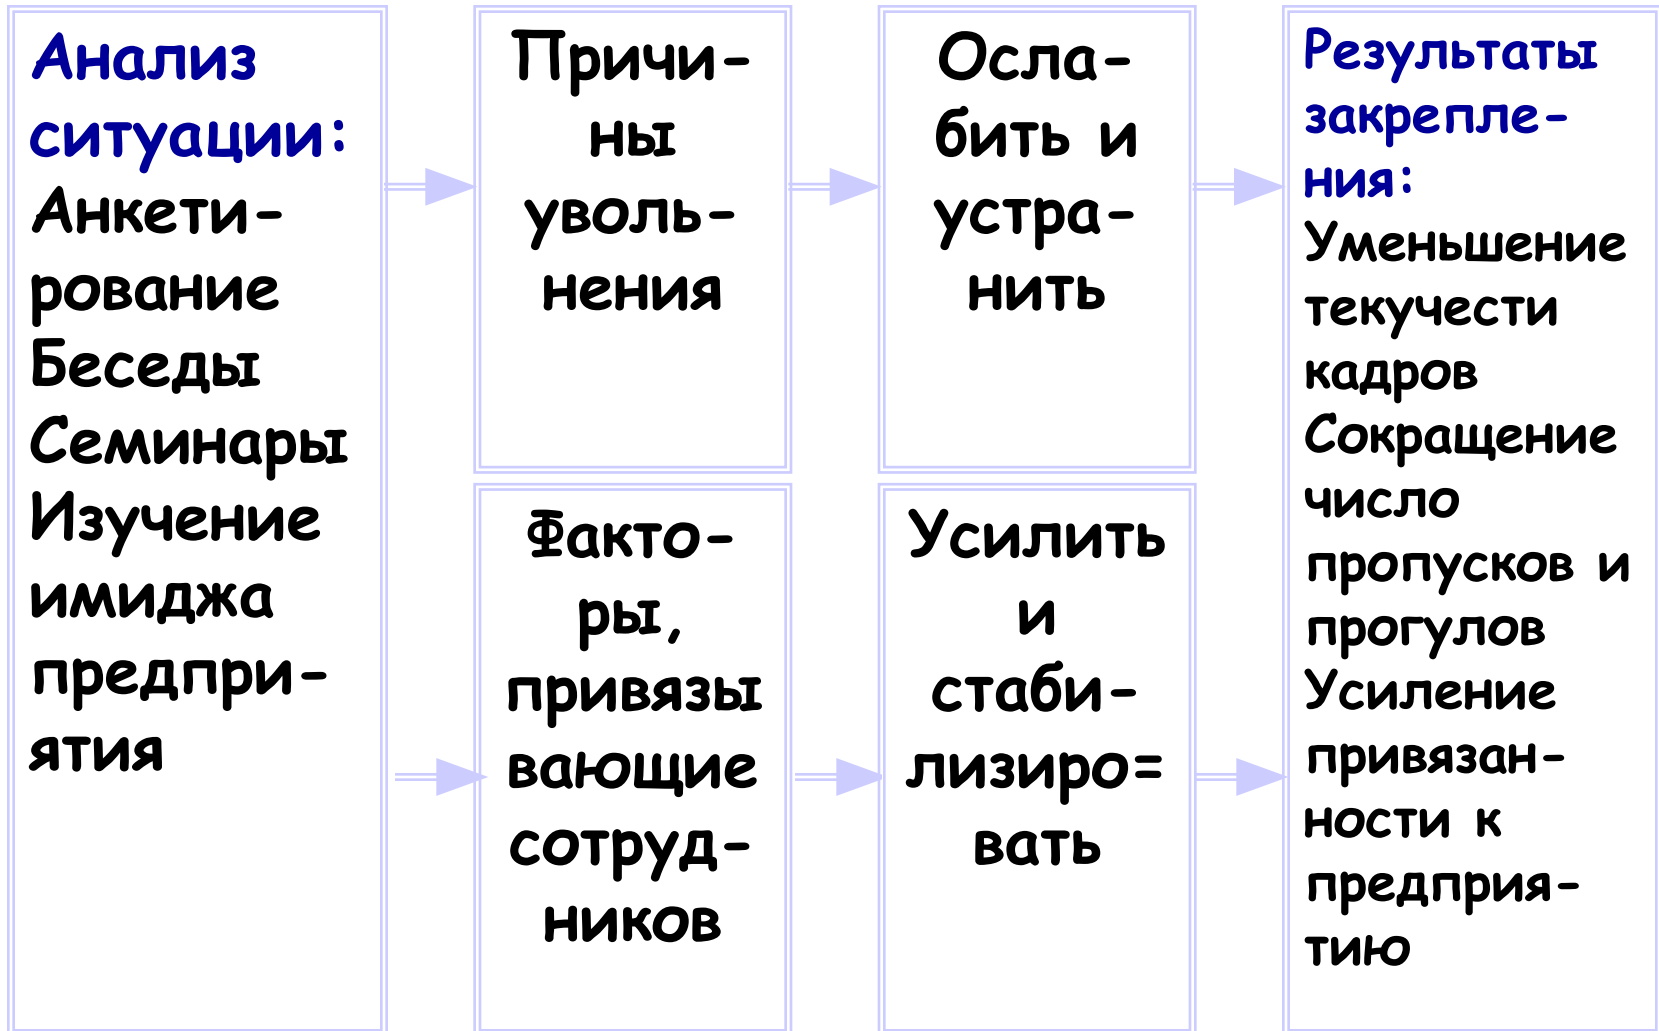 Анализ
ситуации:
Анкети-
рование
Беседы
Семинары
Изучение
имиджа
предпри-
ятия
Причи-
ны
уволь-
нения
Осла-
бить и
устра-
нить
Факто-
ры,
привязы
вающие
сотруд-
ников
Усилить
и
стаби-
лизиро=
вать
Результаты
закрепле-
ния:
Уменьшение
текучести
кадров
Сокращение
число
пропусков и
прогулов
Усиление
привязан-
ности к
предприя-
тию